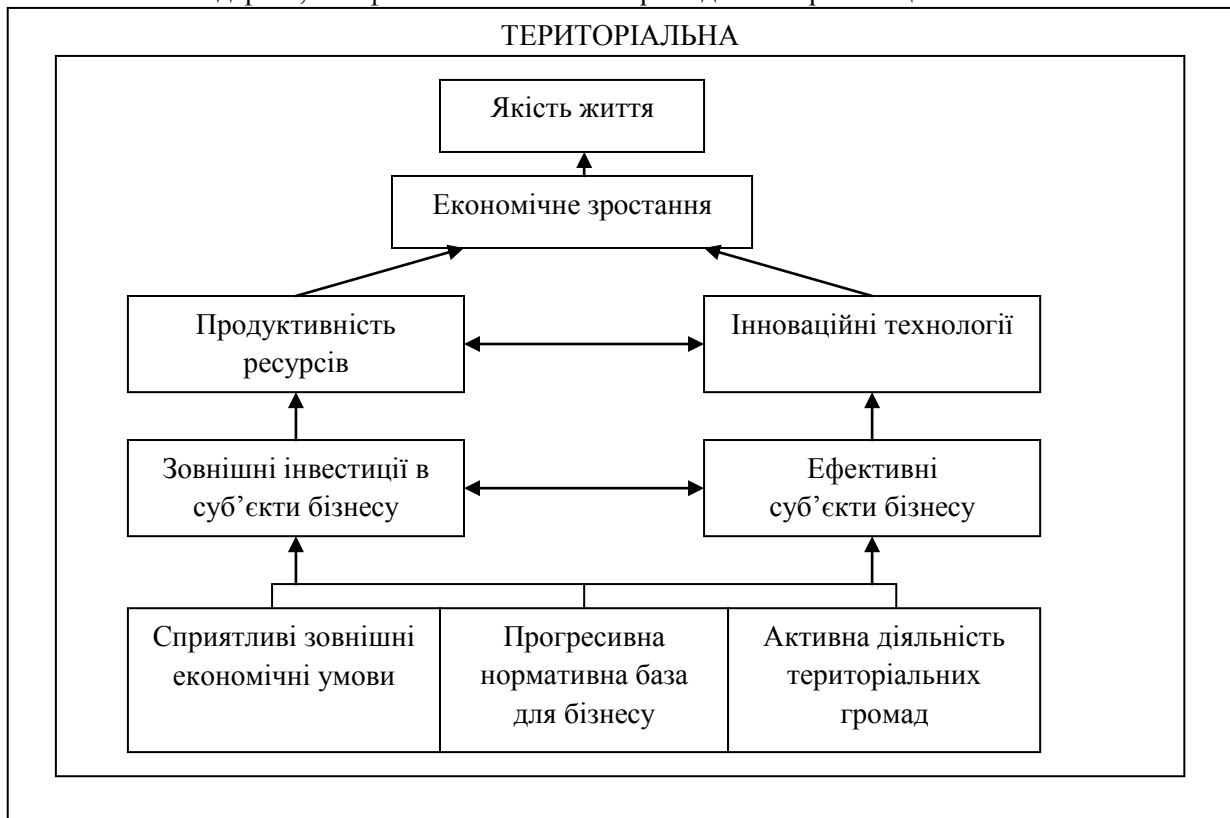 ТЕРИТОРІАЛЬНА
Якість життя
Економічне зростання
Продуктивність
ресурсів
Інноваційні технології
Зовнішні інвестиції в
суб’єкти бізнесу
Ефективні
суб’єкти бізнесу
Сприятливі зовнішні
економічні умови
Прогресивна
нормативна база
для бізнесу
Активна діяльність
територіальних
громад